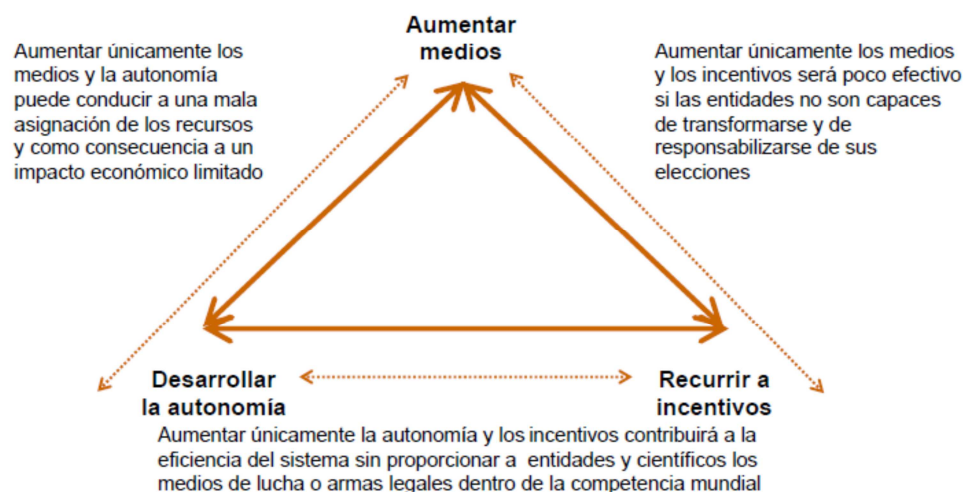 Aumentar
medios
Aumentar únicamente los
medios y la autonomía
puede conducir a una mala
asignación de los recursos
y como consecuencia a un
impacto económico limitado
Aumentar únicamente los medios
y los incentivos será poco efectivo
si las entidades no son capaces
de transformarse y de
responsabilizarse de sus
elecciones
Desarrollar
la autonomía
Recurrir a
incentivos
Aumentar únicamente la autonomía y los incentivos contribuirá a la
eficiencia del sistema sin proporcionar a entidades y científicos los
medios de lucha o armas legales dentro de la competencia mundial